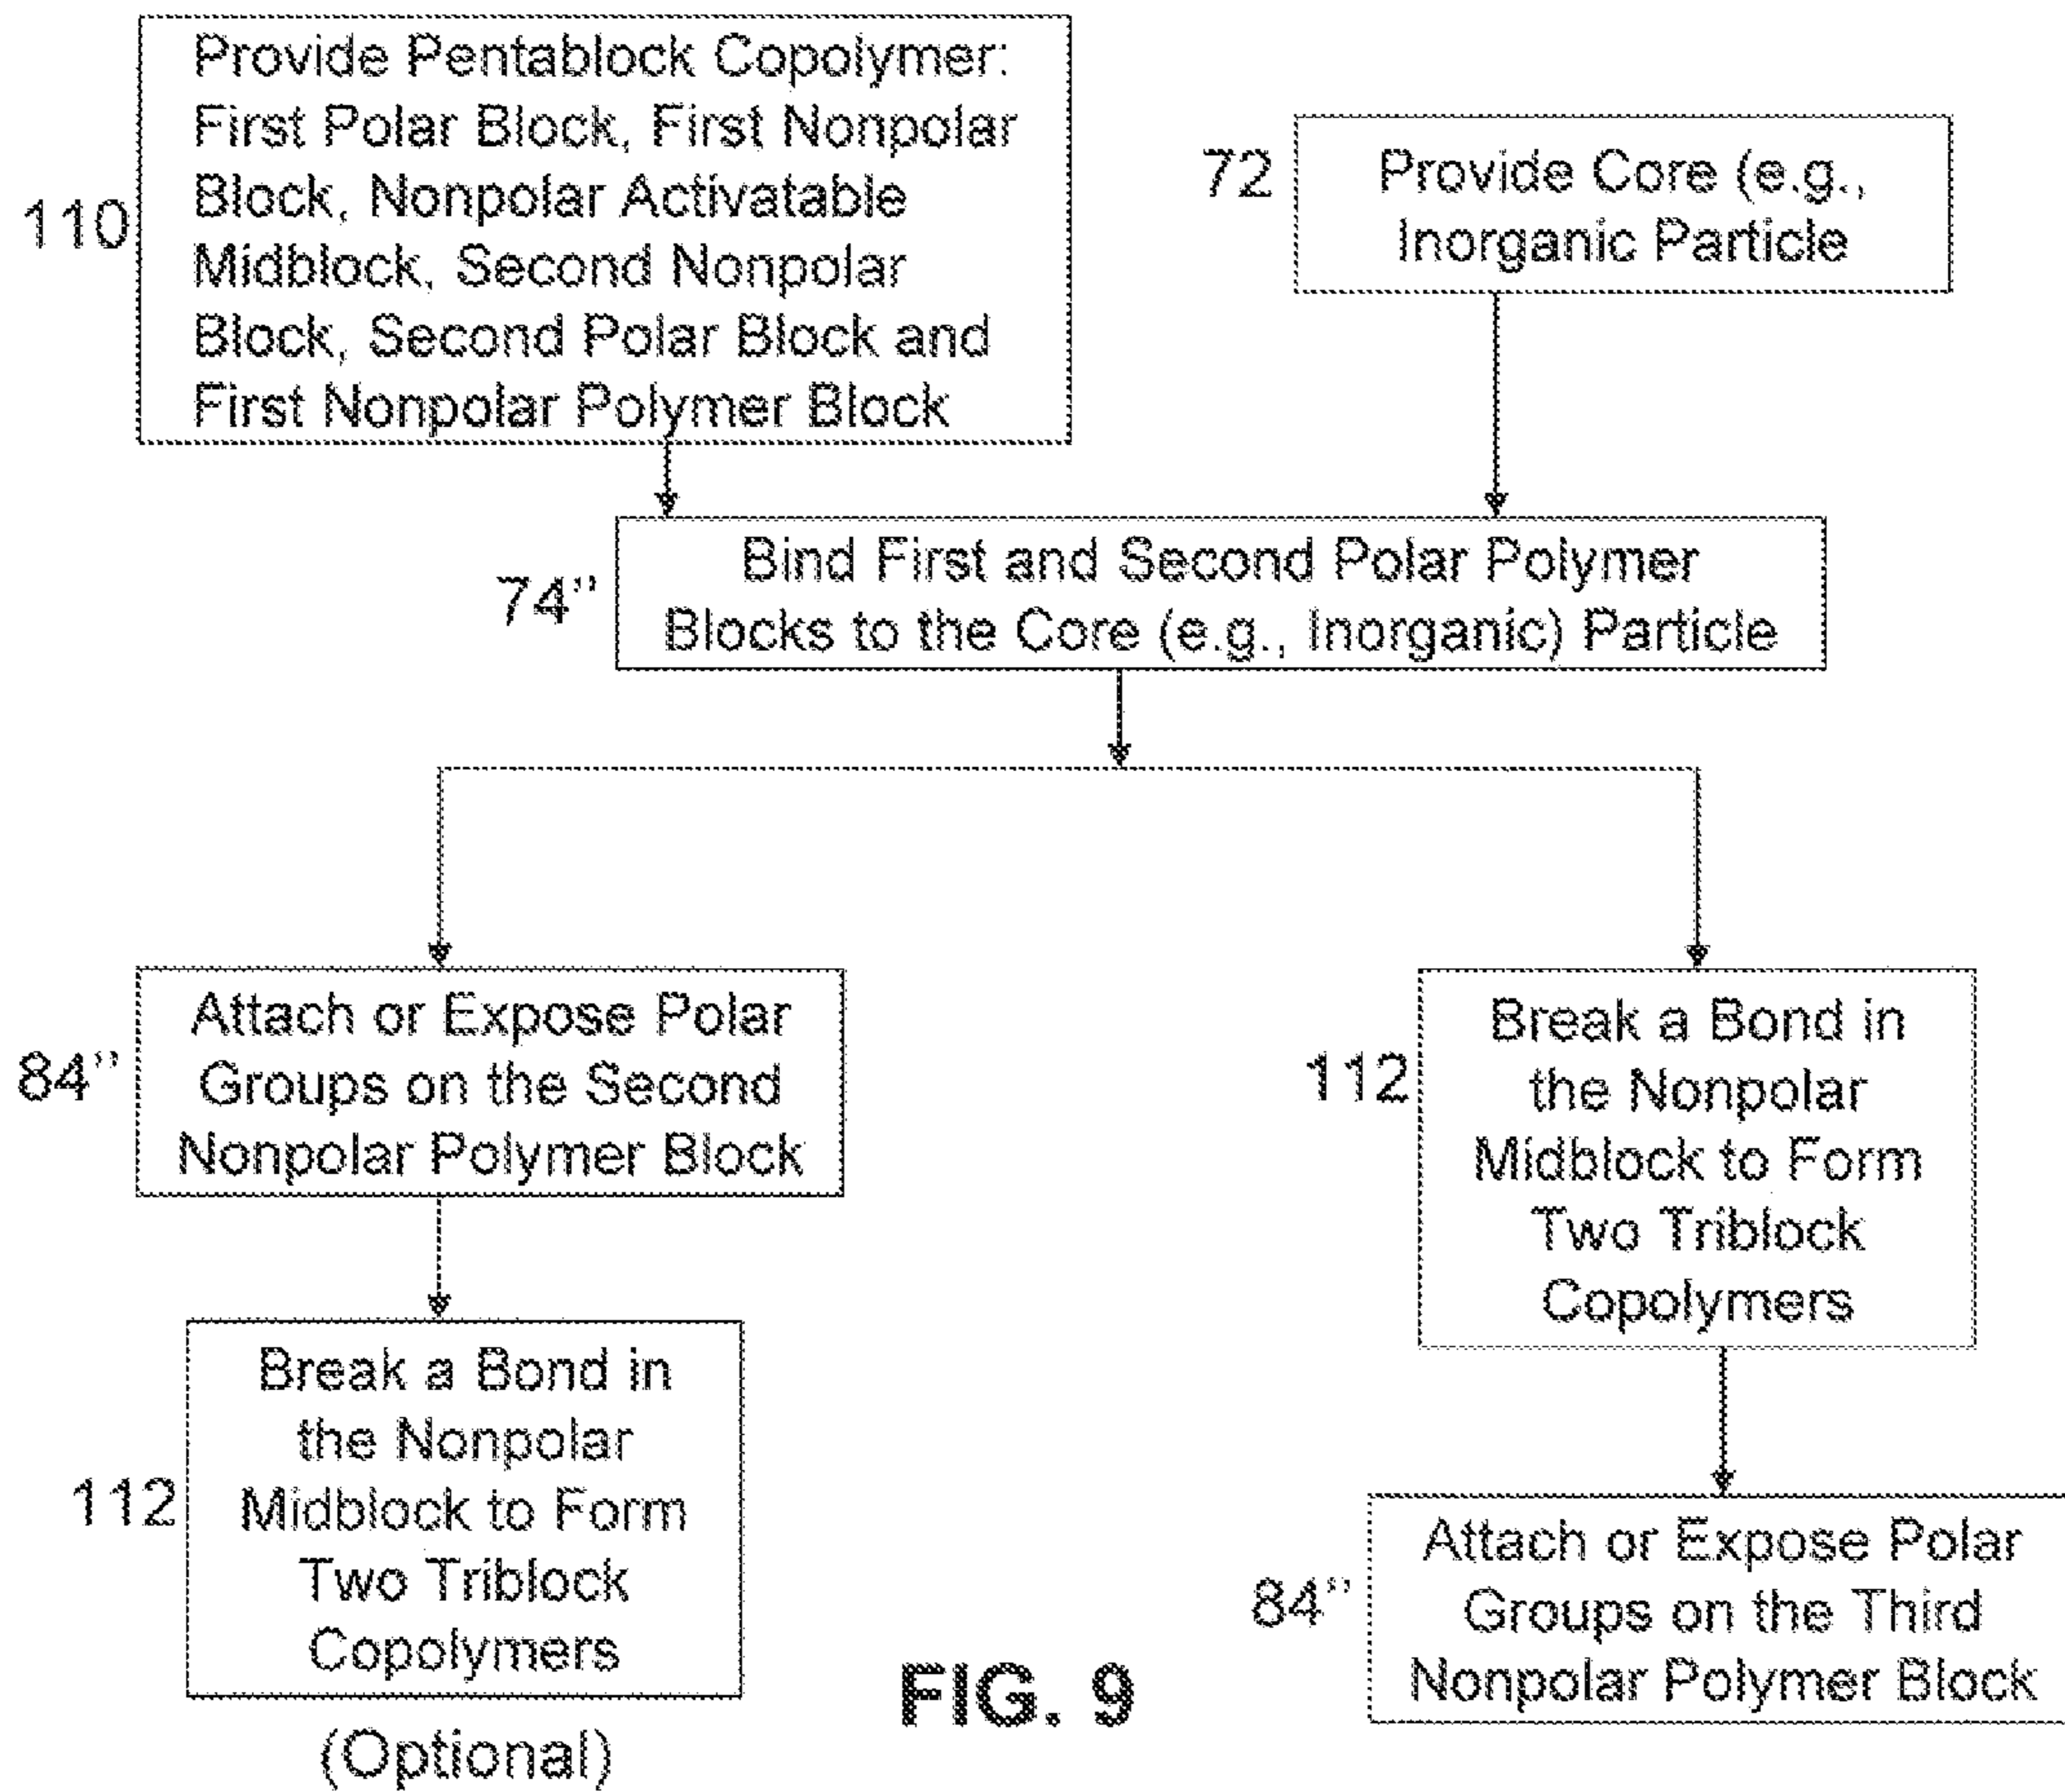 Provide Pentablock Copolymer:
First Polar Block, First Nonpolar
Block, Nonpolar Activatable
Midblock, Second Nonpolar
Block, Second Polar Block and
First Nonpolar Polymer Block
110
72
Provide Core (e.g.,
Inorganic Particle
74"
Bind First and Second Polar Polymer
Blocks to the Core (e.g., Inorganic) Particle
84"
Attach or Expose Polar
Groups on the Second
Nonpolar Polymer Block
112
Break a Bond in
the Nonpolar
Midblock to Form
Two Triblock
Copolymers
(Optional)
112
Break a Bond in
the Nonpolar
Midblock to Form
Two Triblock
Copolymers
84"
Attach or Expose Polar
Groups on the Third
Nonpolar Polymer Block
FIG. 9